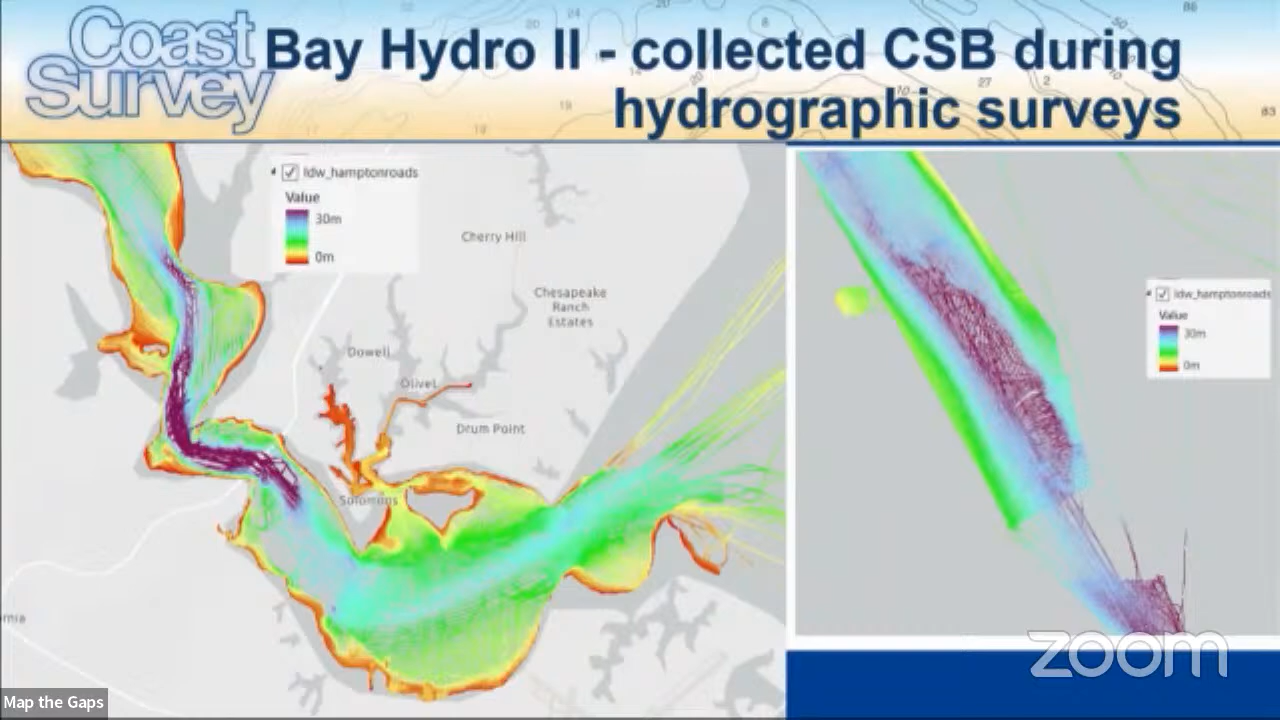 Coast
Survey
Bay Hydro II - collected CSB during
hydrographic surveys
ldw_hamptonroads
Value
30m
0m
Cherry Hill
Chesapeake
Ranch
Estates
Dowell
Olivet
Drum Point
Solomons
rnia
ldw_hamptonroads
Value
30m
0m
zoom
Map the Gaps